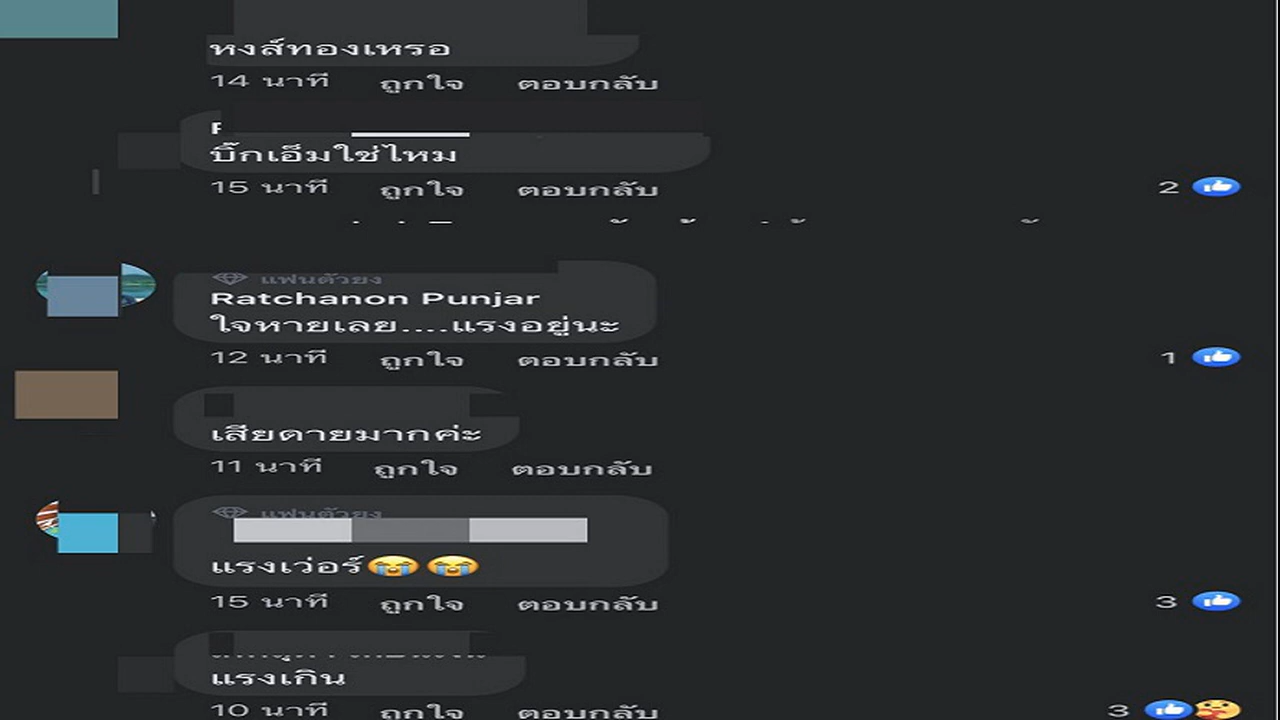 หงส์ทองเหรอ
14 นาที ถูกใจ ตอบกลับ
บิ๊กเอ็มใช่ไหม
15 นาที ถูกใจ ตอบกลับ 2
แฟนตัวยง
Ratchanon Punjar
ใจหายเลย....แรงอยู่นะ
12 นาที ถูกใจ ตอบกลับ 1
เสียดายมากค่ะ
11 นาที ถูกใจ ตอบกลับ
แฟนตัวยง
แรงเว่อร์😭😭
15 นาที ถูกใจ ตอบกลับ 3
แรงเกิน
10 นาที ถูกใจ ตอบกลับ 3